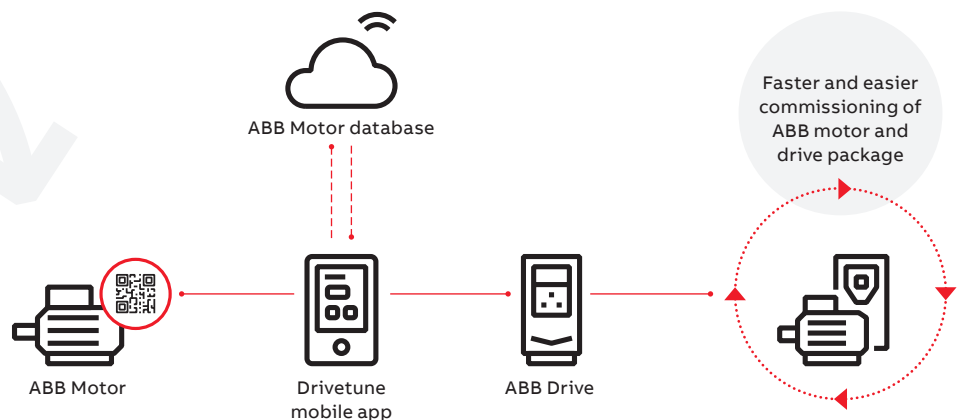 Faster and easier
commissioning of
ABB motor and
drive package
ABB Motor database
ABB Motor
Drivetune
mobile app
ABB Drive